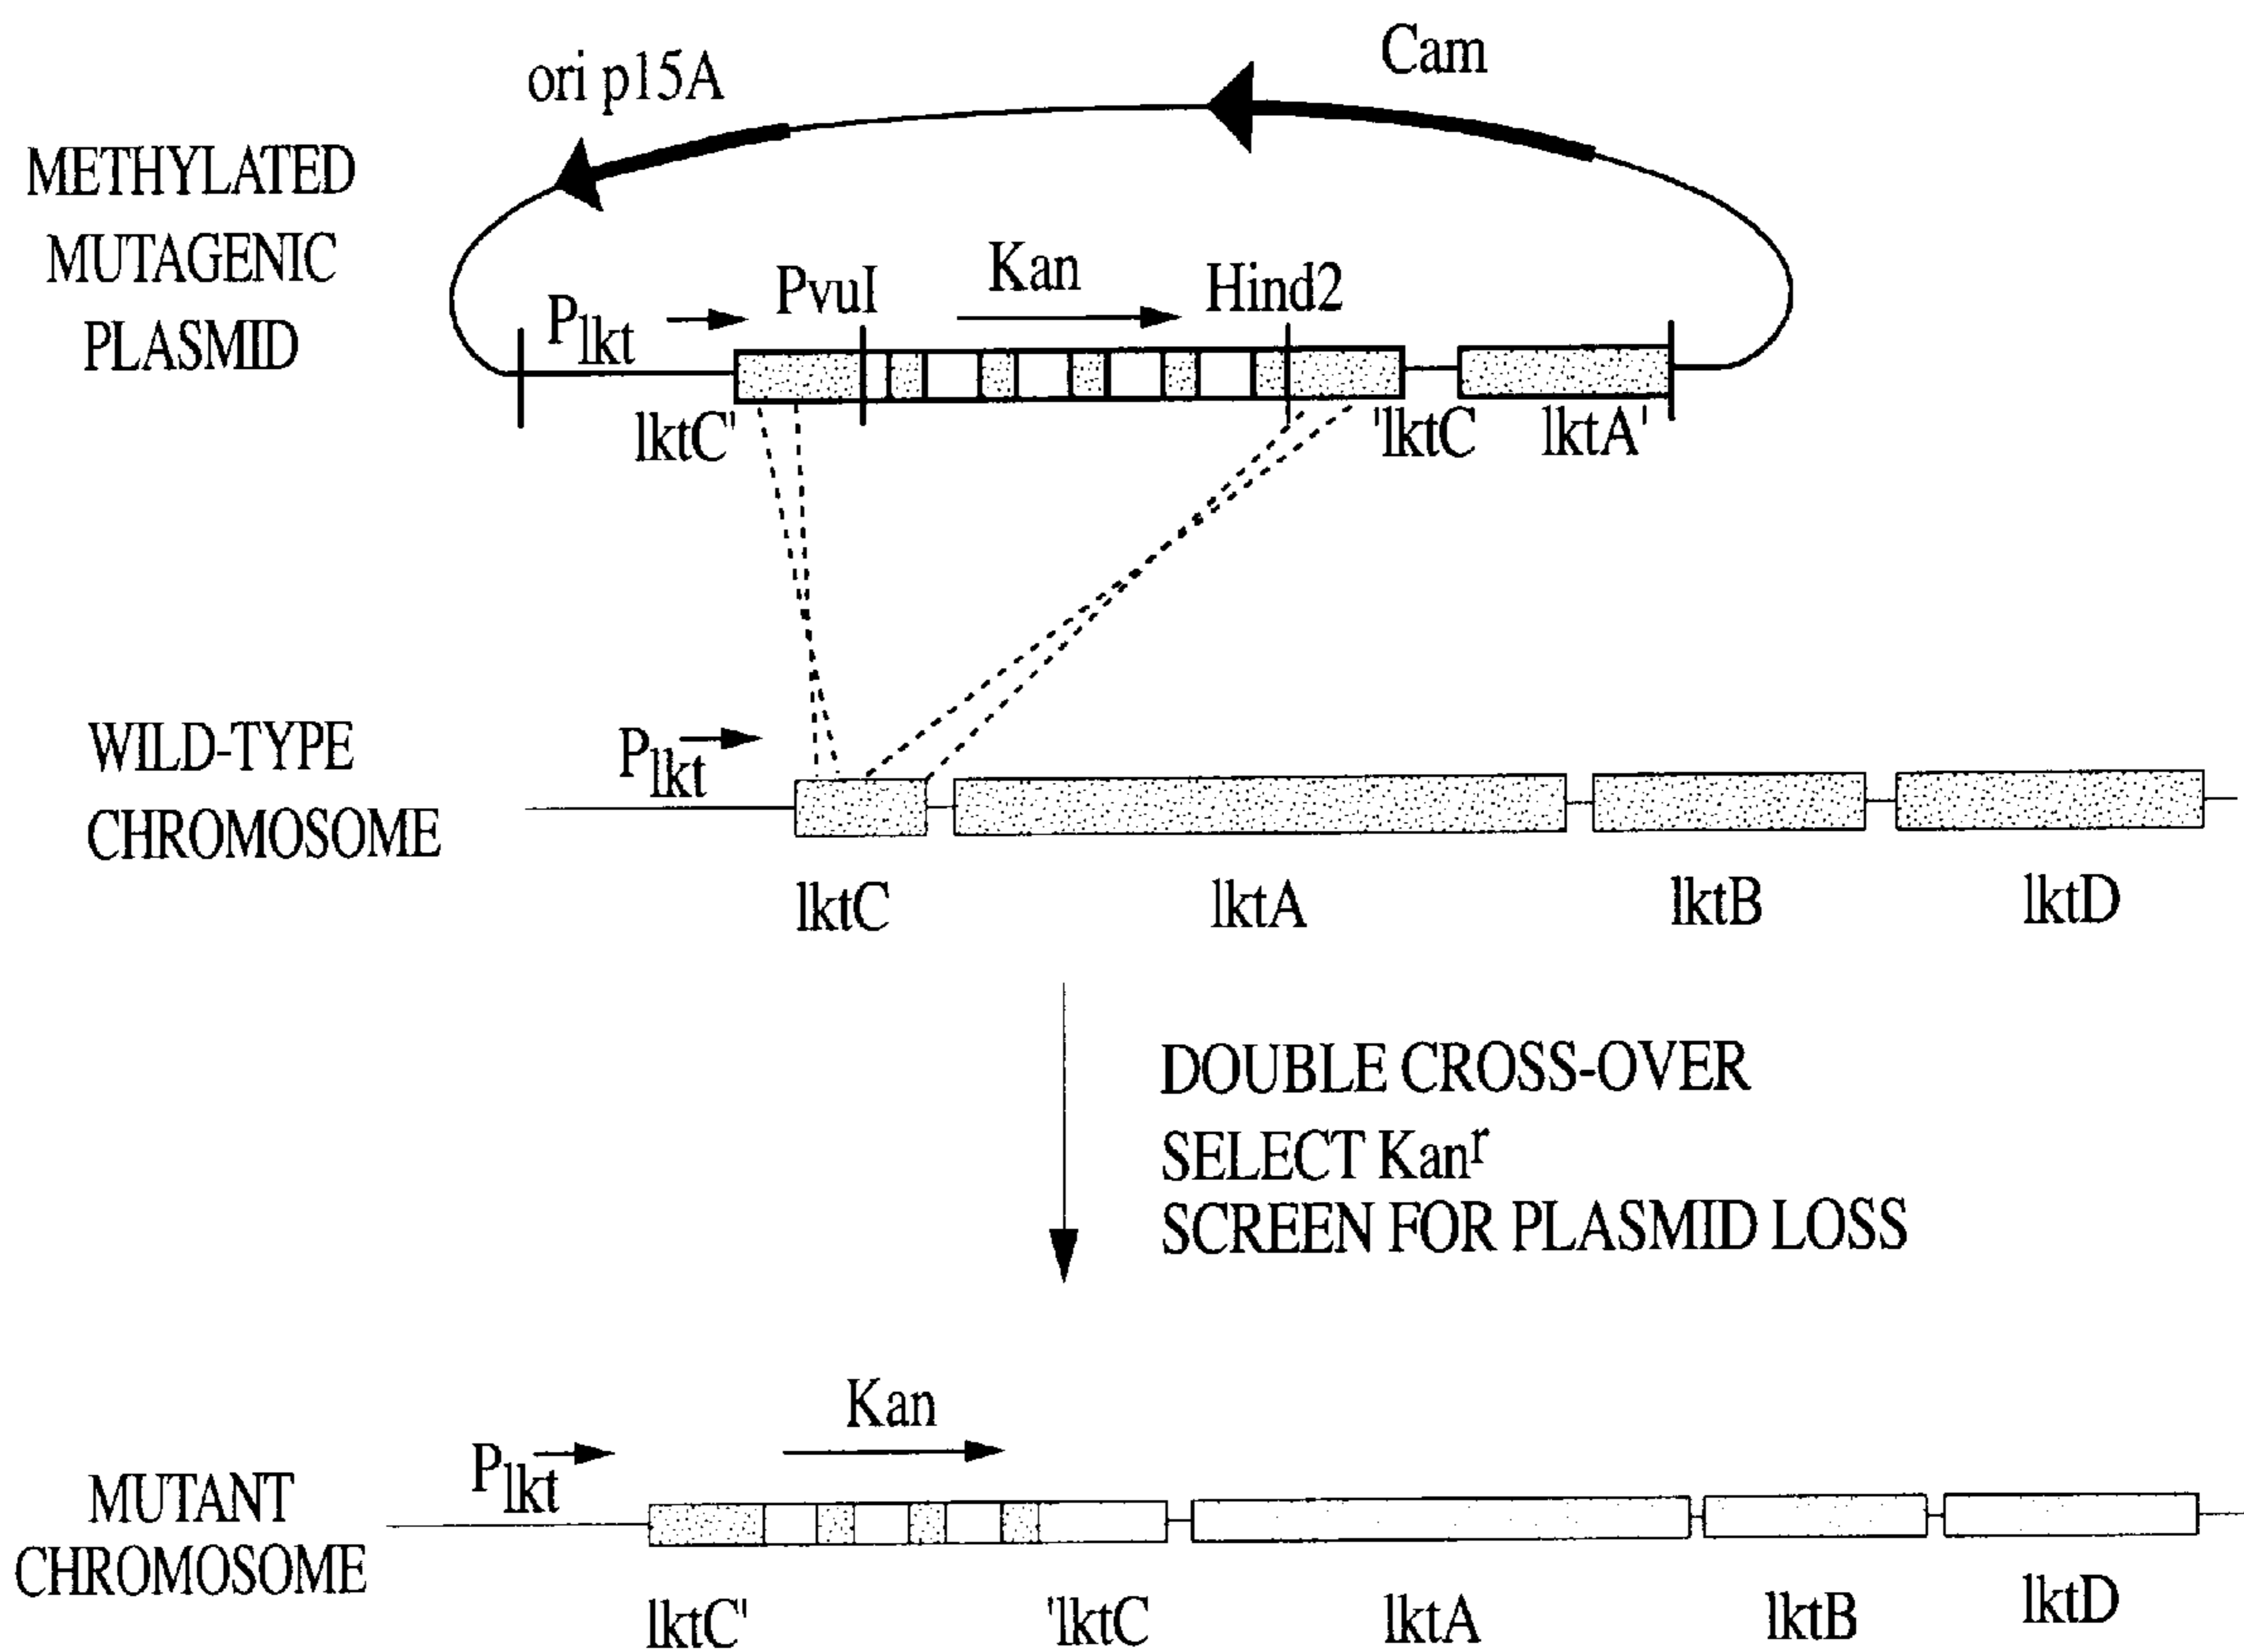 Cam
ori p15A
METHYLATED
MUTAGENIC
PLASMID
Plkt
PvuI
Kan
Hind2
lktC'
'lktC
lktA'
WILD-TYPE
CHROMOSOME
Plkt
lktC
lktA
lktB
lktD
DOUBLE CROSS-OVER
SELECT Kanr
SCREEN FOR PLASMID LOSS
MUTANT
CHROMOSOME
Plkt
Kan
lktC'
'lktC
lktA
lktB
lktD